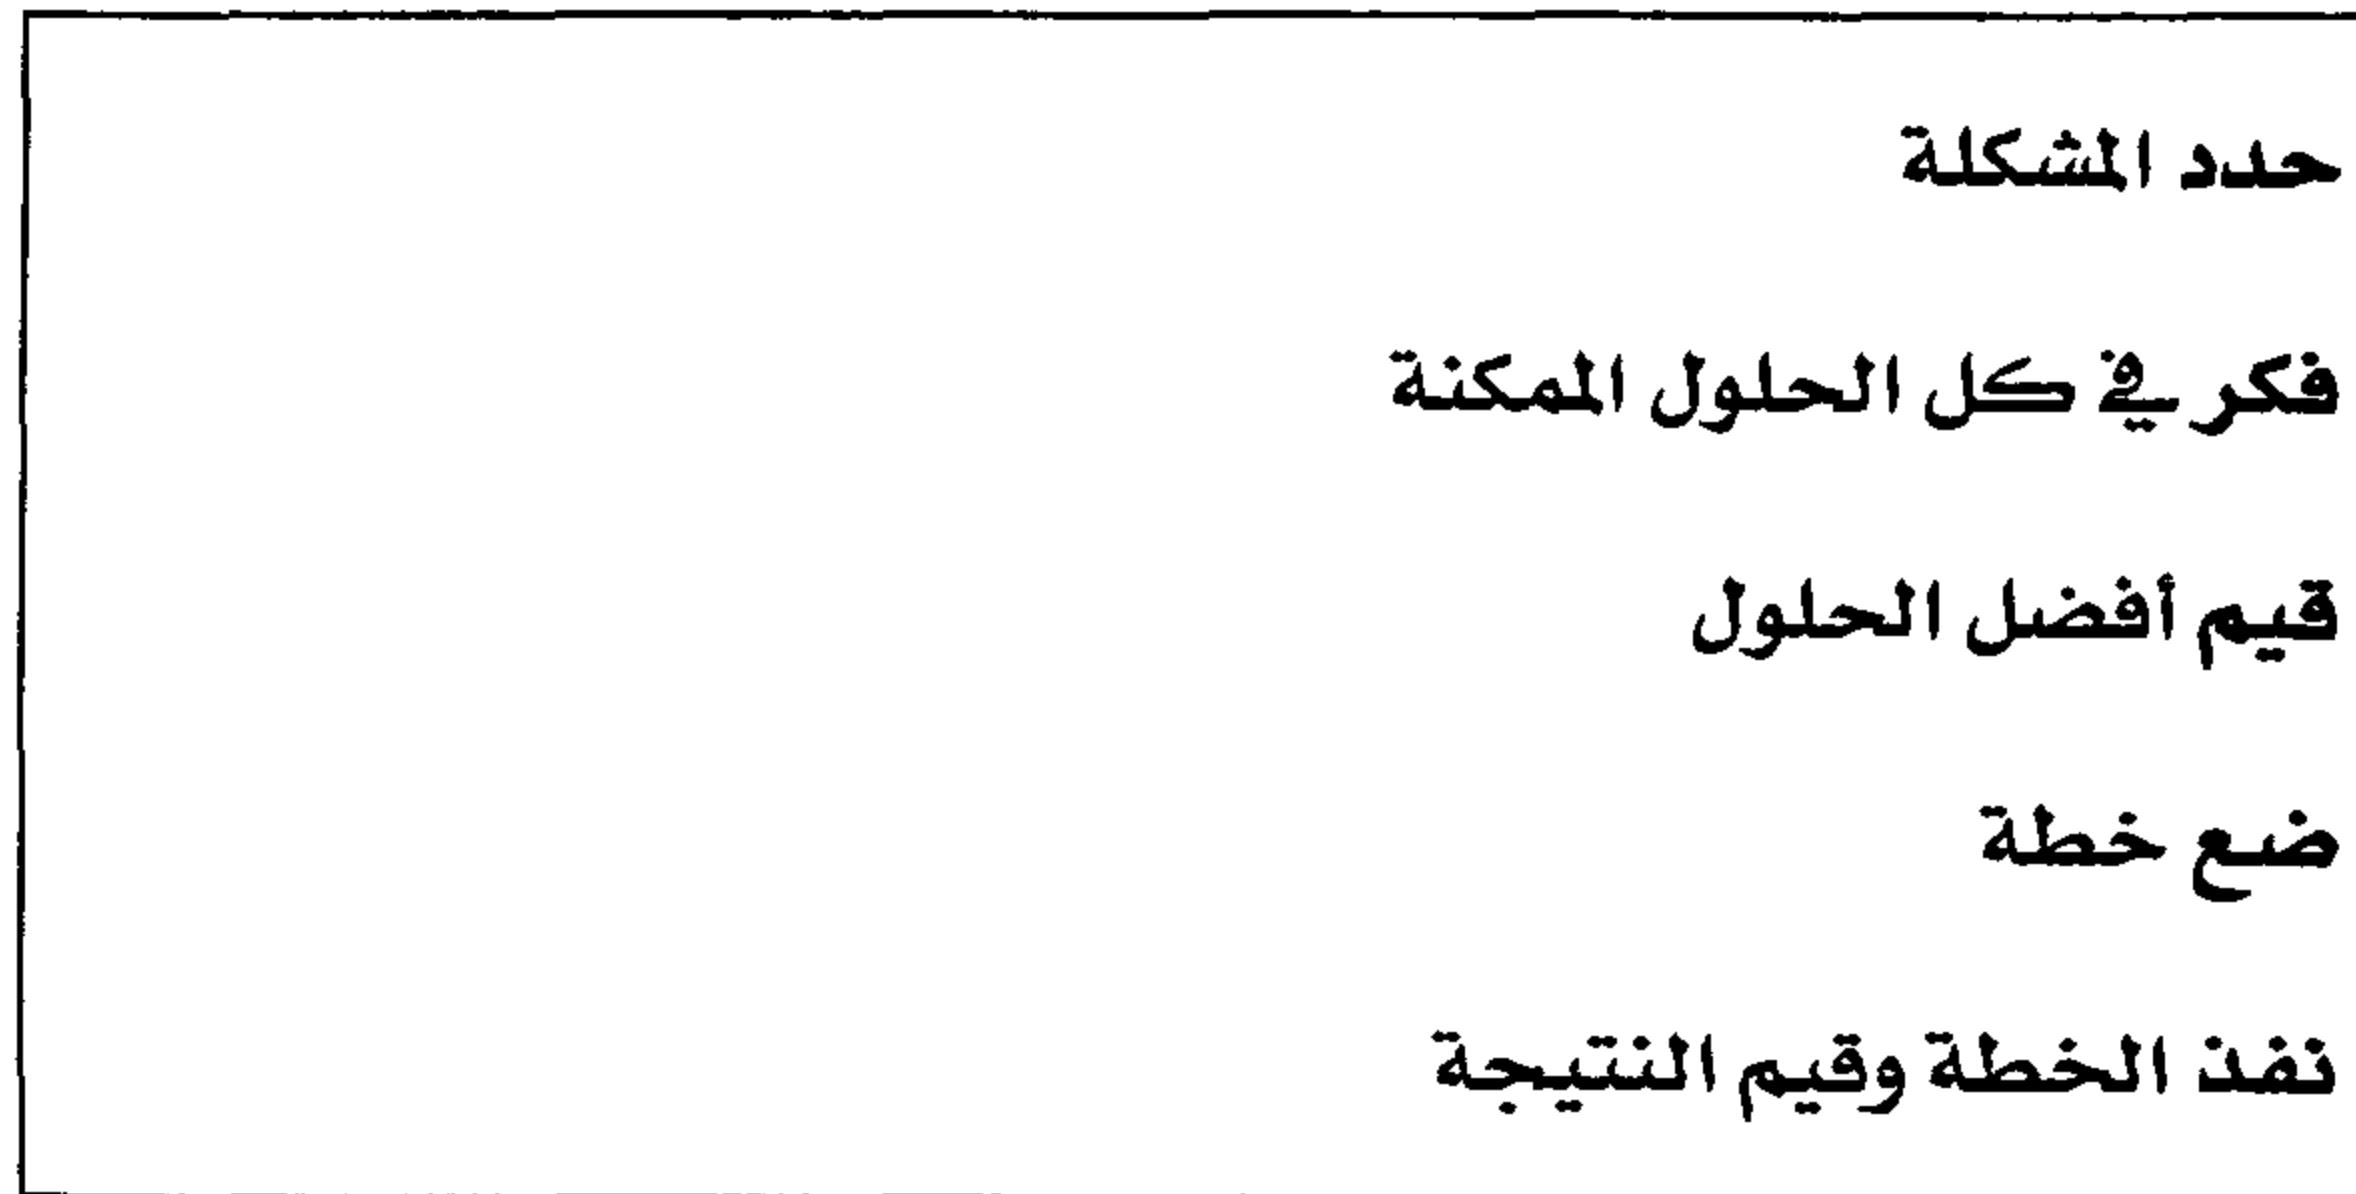 حدد المشكلة
فكر في كل الحلول الممكنة
قيم أفضل الحلول
ضع خطة
نفذ الخطة وقيم النتيجة